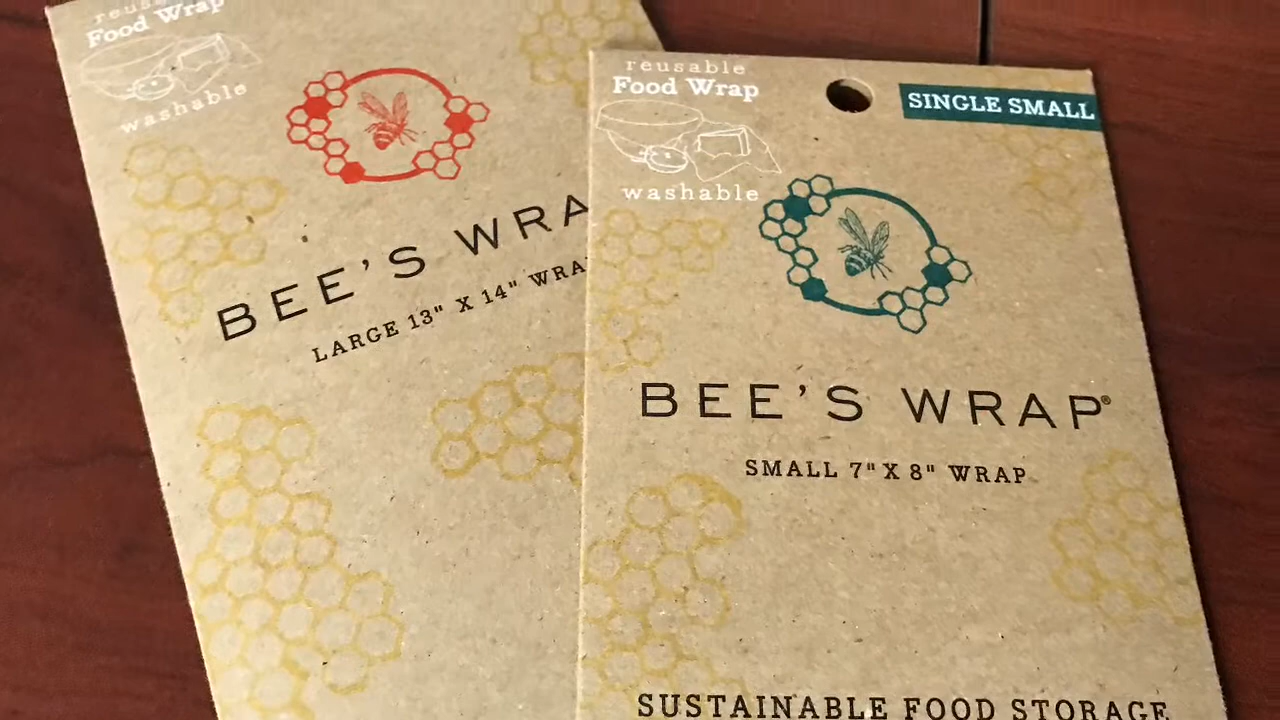 reusable
Food Wrap
washable
BEE'S WRA
LARGE 13" X 14" WRA
reusable
Food Wrap
washable
SINGLE SMALL
BEE'S WRAP®
SMALL 7" X 8" WRAP
SUSTAINABLE FOOD STORAGE